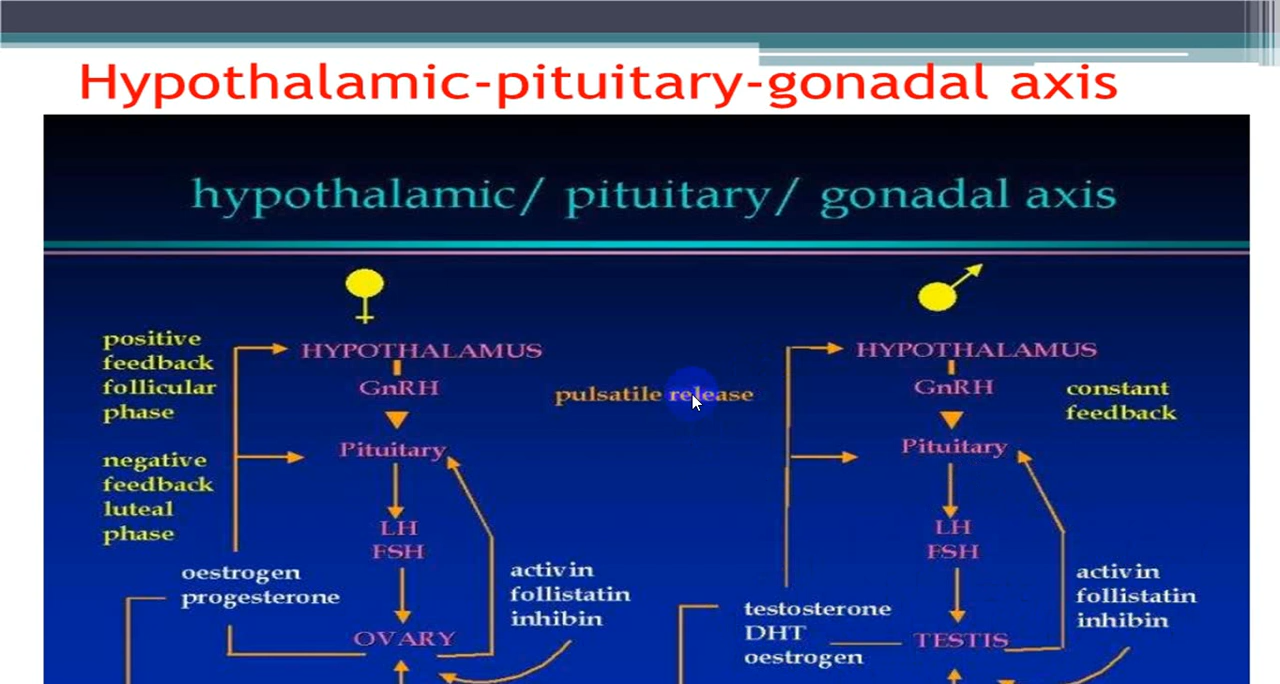 Hypothalamic-pituitary-gonadal axis
hypothalamic/ pituitary/ gonadal axis
positive
feedback
follicular
phase
negative
feedback
luteal
phase
HYPOTHALAMUS
GnRH
Pituitary
LH
FSH
OVARY
oestrogen
progesterone
activin
follistatin
inhibin
pulsatile release
HYPOTHALAMUS
GnRH
Pituitary
LH
FSH
TESTIS
constant
feedback
testosterone
DHT
oestrogen
activin
follistatin
inhibin